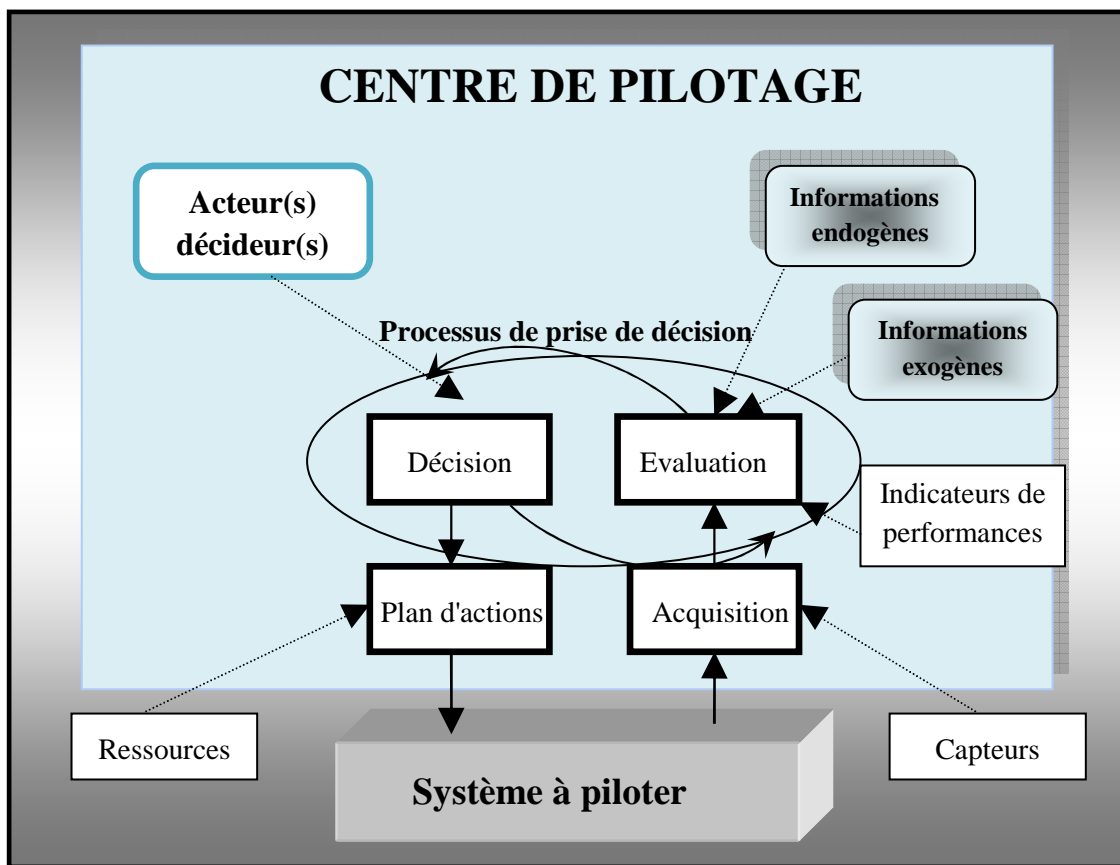 CENTRE DE PILOTAGE
Acteur(s)
décideur(s)
Informations
endogènes
Informations
exogènes
Processus de prise de décision
Décision
Evaluation
Indicateurs de
performances
Plan d'actions
Acquisition
Ressources
Capteurs
Système à piloter